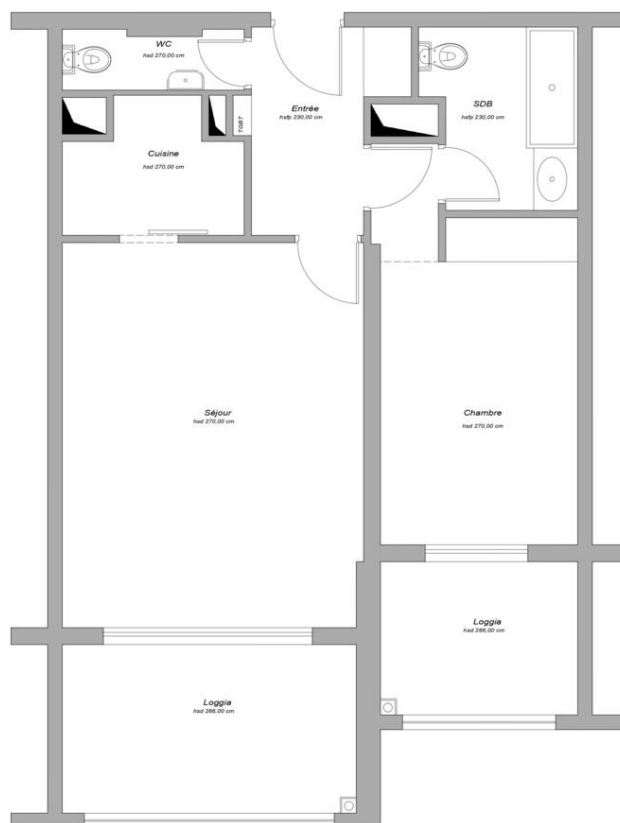 WC
hsd 270,00 cm
Entrée
hsfp 230,00 cm
SDB
hsfp 230,00 cm
TGBT
Cuisine
hsd 270,00 cm
Séjour
hsd 270,00 cm
Chambre
hsd 270,00 cm
Loggia
hsd 266,00 cm
Loggia
hsd 266,00 cm